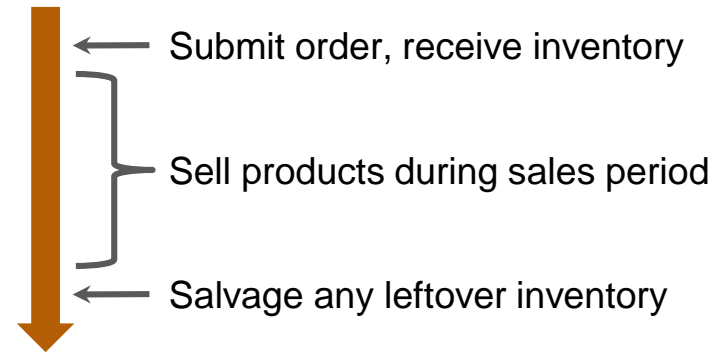 Submit order, receive inventory
Sell products during sales period
Salvage any leftover inventory